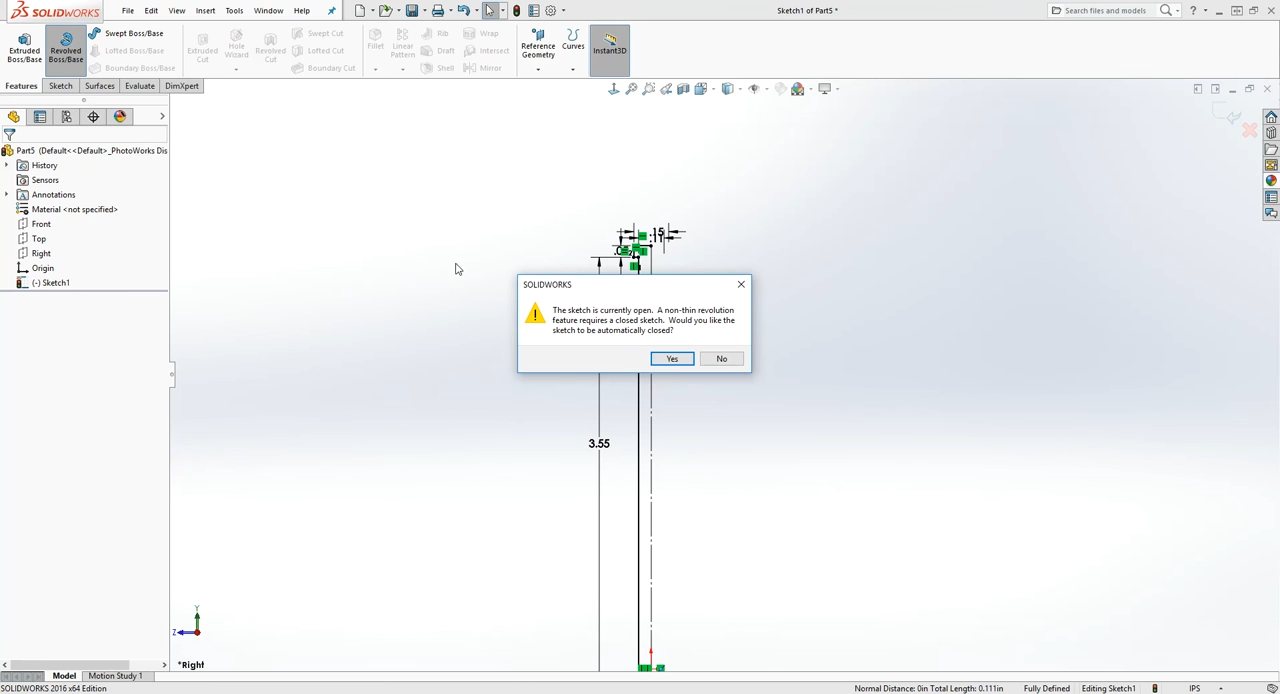 SOLIDWORKS
File Edit View Insert Tools Window Help
Sketch1 of Part5 *
Search files and models
Extruded Boss/Base
Revolved Boss/Base
Swept Boss/Base
Lofted Boss/Base
Boundary Boss/Base
Extruded Cut
Hole Wizard
Revolved Cut
Swept Cut
Lofted Cut
Boundary Cut
Fillet
Linear Pattern
Rib
Draft
Shell
Wrap
Intersect
Mirror
Reference Geometry
Curves
Instant3D
Features Sketch Surfaces Evaluate DimXpert
Part5 (Default<<Default>_PhotoWorks Dis
History
Sensors
Annotations
Material <not specified>
Front
Top
Right
Origin
(-) Sketch1
.15
.11
SOLIDWORKS
The sketch is currently open. A non-thin revolution
feature requires a closed sketch. Would you like the
sketch to be automatically closed?
Yes No
3.55
Y
Z
*Right
Model Motion Study 1
SOLIDWORKS 2016 x64 Edition
Normal Distance: 0in Total Length: 0.111in Fully Defined Editing Sketch1 IPS